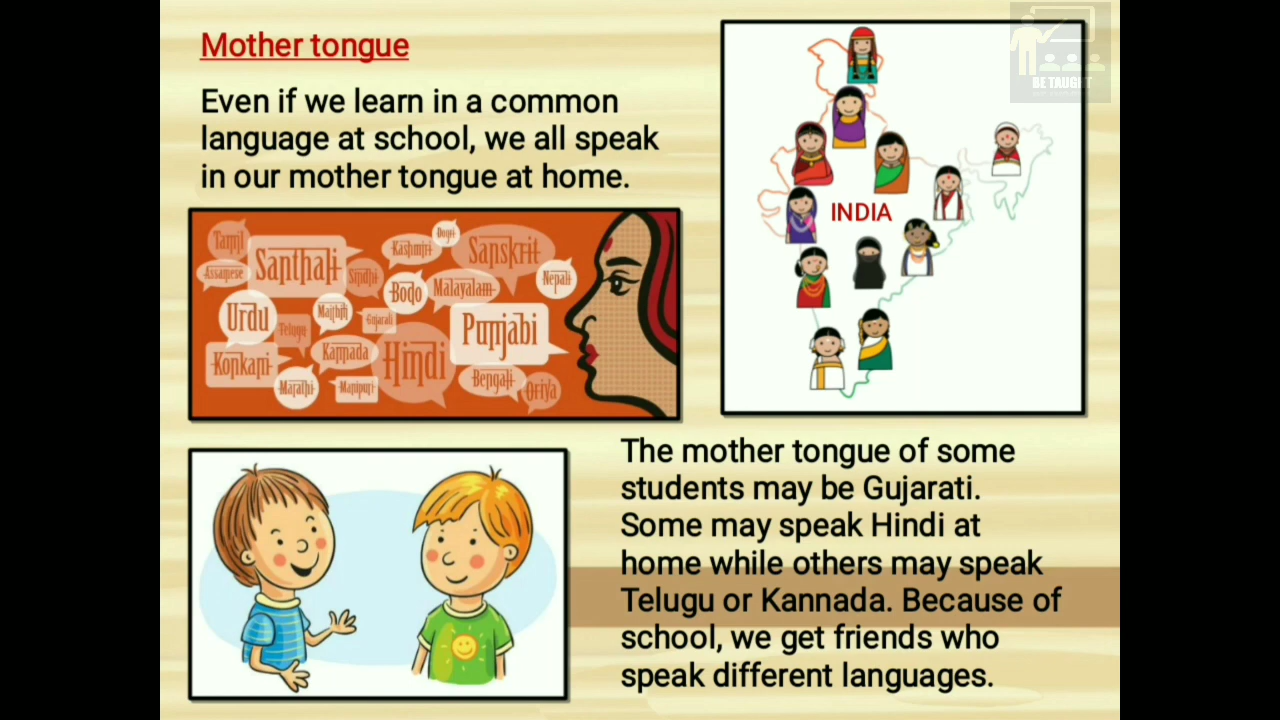 Mother tongue
Even if we learn in a common
language at school, we all speak
in our mother tongue at home.
Tamil
Assamese
Santhali
Sindhi
Kashmiri
Dogri
Sanskrit
Nepali
Bodo
Malayalam
Urdu
Telugu
Maithili
Gujarati
Punjabi
Konkani
Kannada
Hindi
Marathi
Manipuri
Bengali
Oriya
INDIA
BE TAUGHT
The mother tongue of some
students may be Gujarati.
Some may speak Hindi at
home while others may speak
Telugu or Kannada. Because of
school, we get friends who
speak different languages.